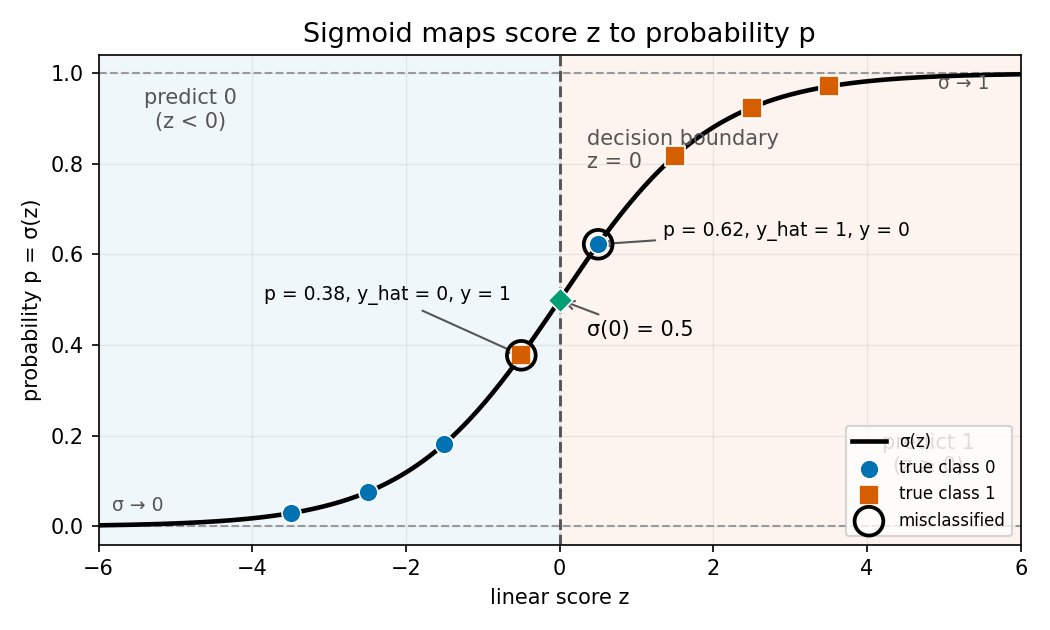 Sigmoid maps score z to probability p
probability p = σ(z)
1.0
0.8
0.6
0.4
0.2
0.0
predict 0
(z < 0)
σ → 1
decision boundary
z = 0
p = 0.62, y_hat = 1, y = 0
p = 0.38, y_hat = 0, y = 1
σ(0) = 0.5
σ → 0
σ(z)
true class 0
true class 1
misclassified
−6
−4
−2
0
2
4
6
linear score z